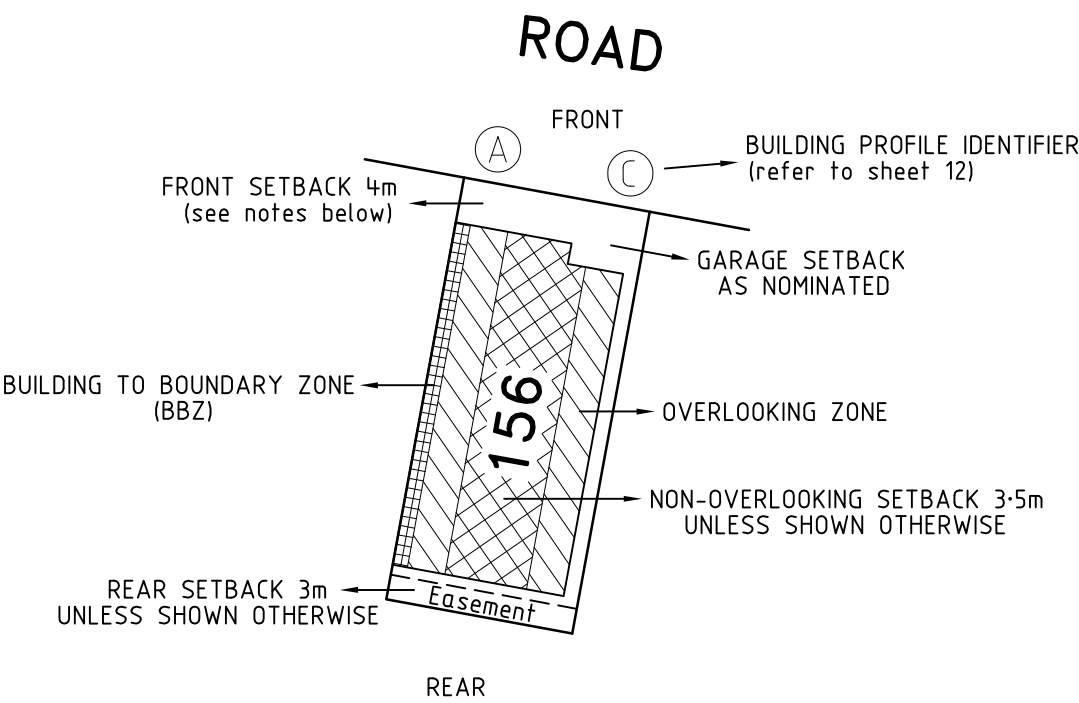 ROAD
FRONT
A
C
BUILDING PROFILE IDENTIFIER
(refer to sheet 12)
FRONT SETBACK 4m
(see notes below)
GARAGE SETBACK
AS NOMINATED
BUILDING TO BOUNDARY ZONE
(BBZ)
156
OVERLOOKING ZONE
NON-OVERLOOKING SETBACK 3·5m
UNLESS SHOWN OTHERWISE
REAR SETBACK 3m
UNLESS SHOWN OTHERWISE
Easement
REAR